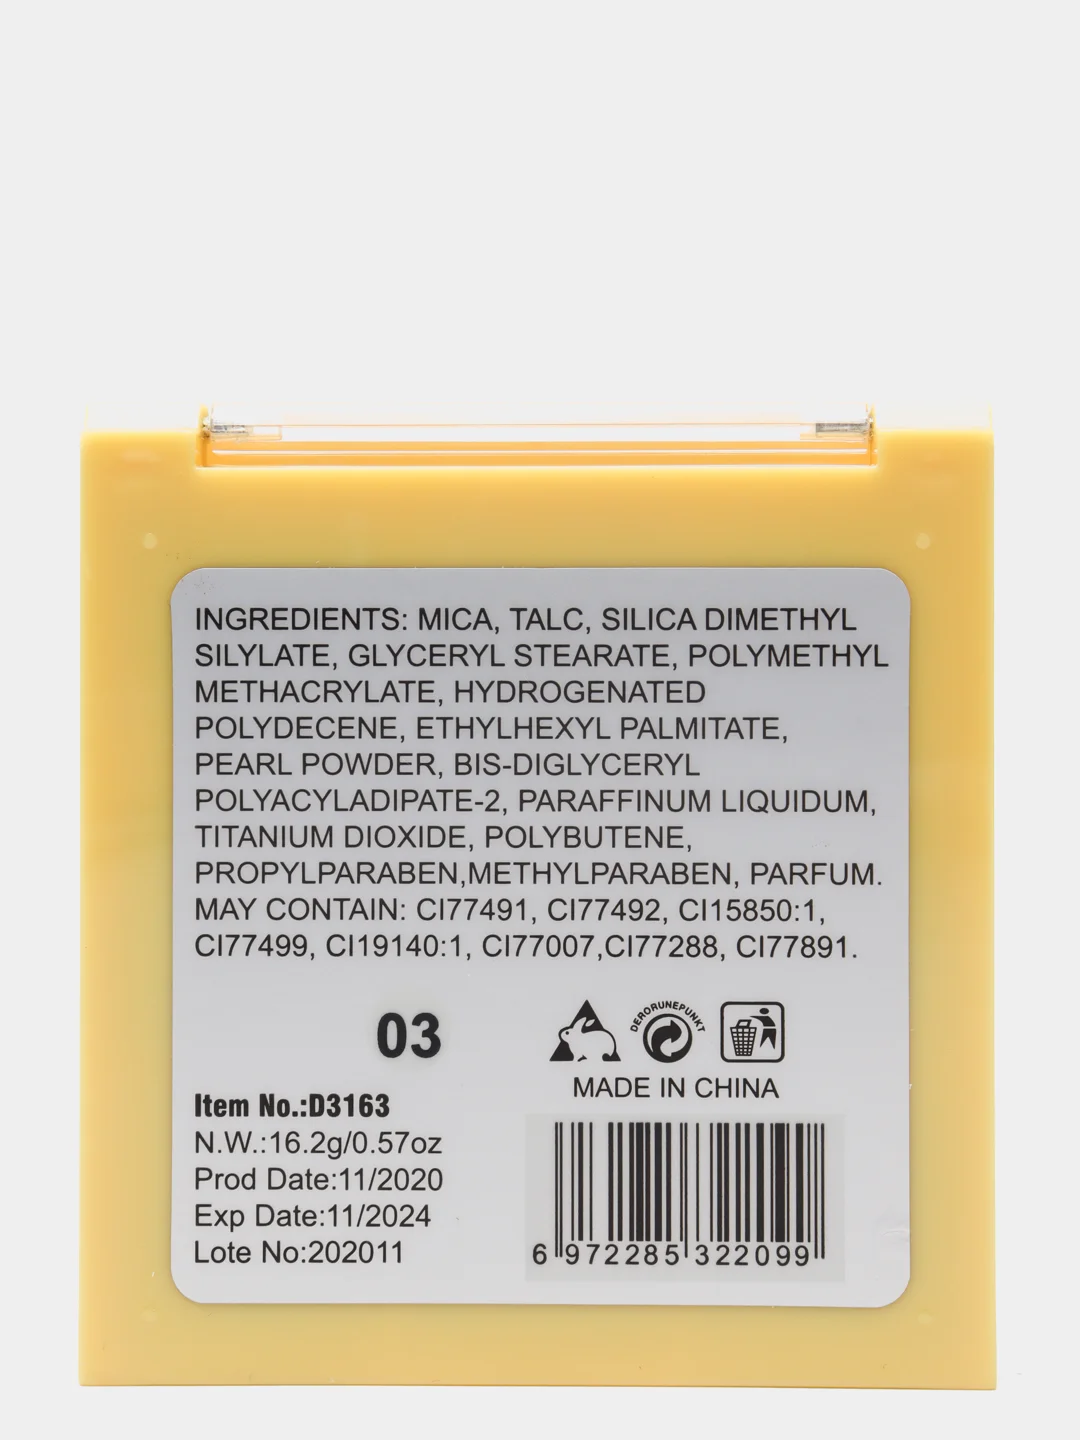 INGREDIENTS: MICA, TALC, SILICA DIMETHYL
SILYLATE, GLYCERYL STEARATE, POLYMETHYL
METHACRYLATE, HYDROGENATED
POLYDECENE, ETHYLHEXYL PALMITATE,
PEARL POWDER, BIS-DIGLYCERYL
POLYACYLADIPATE-2, PARAFFINUM LIQUIDUM,
TITANIUM DIOXIDE, POLYBUTENE,
PROPYLPARABEN,METHYLPARABEN, PARFUM.
MAY CONTAIN: CI77491, CI77492, CI15850:1,
CI77499, CI19140:1, CI77007,CI77288, CI77891.
03
DERORUNEPUNKT
MADE IN CHINA
Item No.:D3163
N.W.:16.2g/0.57oz
Prod Date:11/2020
Exp Date:11/2024
Lote No:202011
6 972285 322099